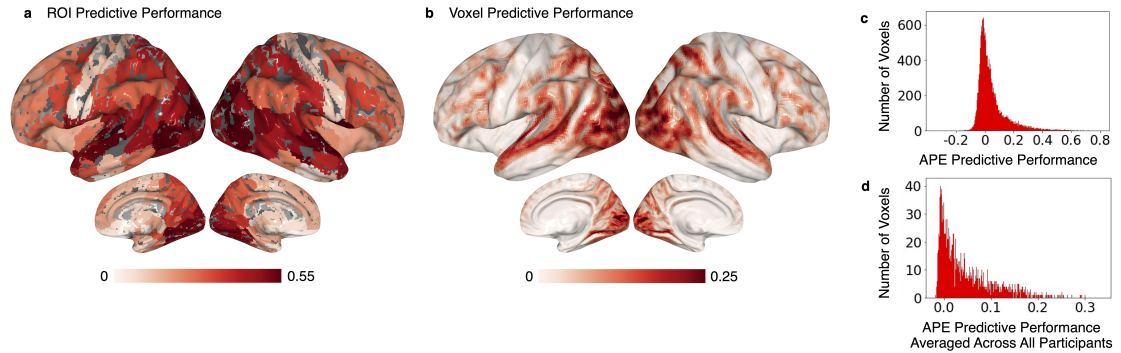 a ROI Predictive Performance
0 0.55
b Voxel Predictive Performance
0 0.25
c
Number of Voxels
600
400
200
0
-0.2 0 0.2 0.4 0.6 0.8
APE Predictive Performance
d
Number of Voxels
40
30
20
10
0
0.0 0.1 0.2 0.3
APE Predictive Performance
Averaged Across All Participants